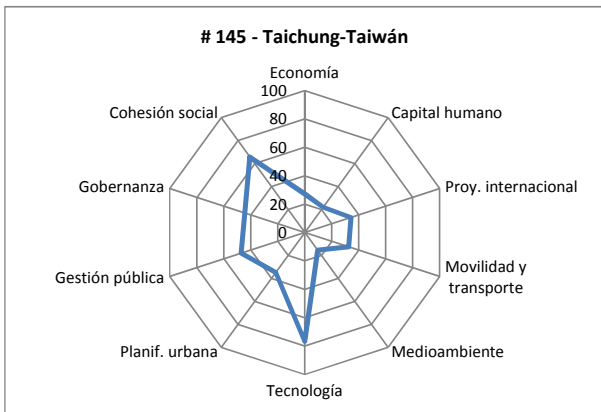 # 145 - Taichung-Taiwán
Economía
100
Cohesión social
Capital humano
80
60
40
Gobernanza
Proy. internacional
20
0
Gestión pública
Movilidad y
transporte
Planif. urbana
Medioambiente
Tecnología